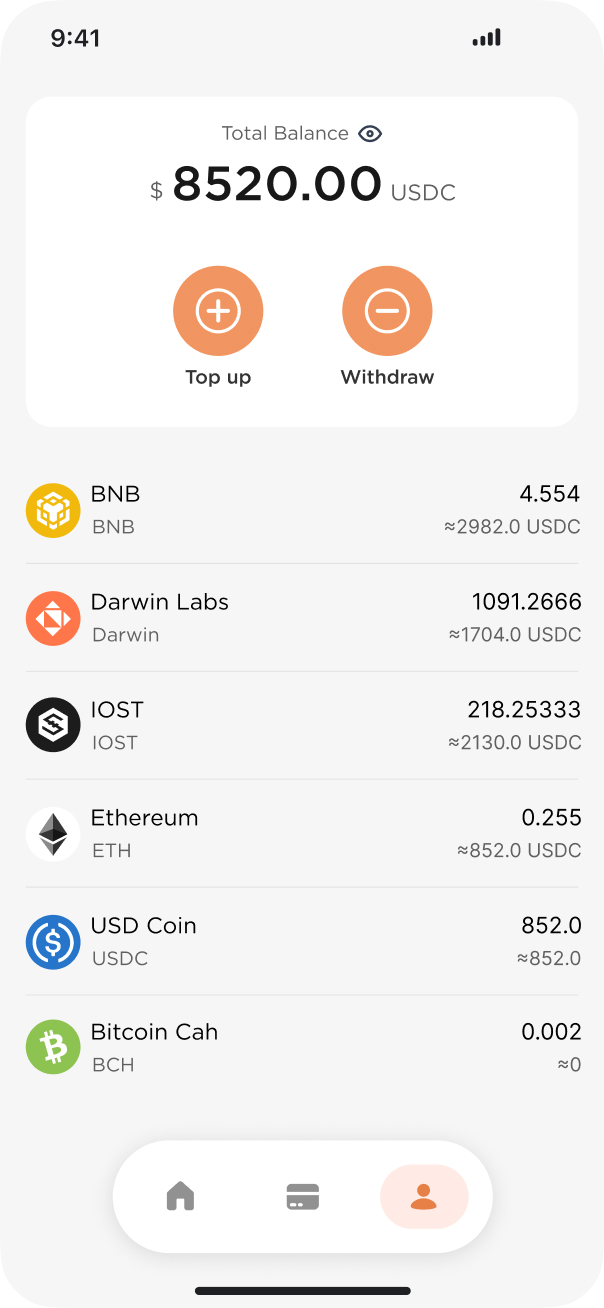 9:41
Total Balance
$ 8520.00 USDC
Top up Withdraw
BNB 4.554
BNB ≈2982.0 USDC
Darwin Labs 1091.2666
Darwin ≈1704.0 USDC
IOST 218.25333
IOST ≈2130.0 USDC
Ethereum 0.255
ETH ≈852.0 USDC
USD Coin 852.0
USDC ≈852.0
Bitcoin Cah 0.002
BCH ≈0